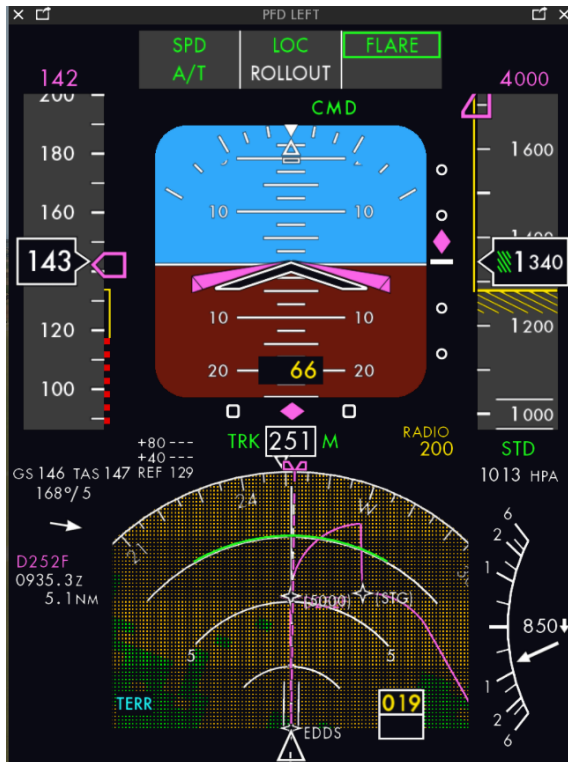 PFD LEFT
SPD LOC FLARE
A/T ROLLOUT
142 4000
CMD
200
180 1600
160 10 10
143 1400
1340
120 10 10 1200
100 20 66 20
1000
TRK 251 M RADIO STD
200
+80 ---
+40 ---
GS 146 TAS 147 REF 129 1013 HPA
168°/5
24 W
21
D252F
0935.3Z
5.1NM
(5000) (STG)
5 5
TERR
019
EDDS
6
2
1
850
1
2
6